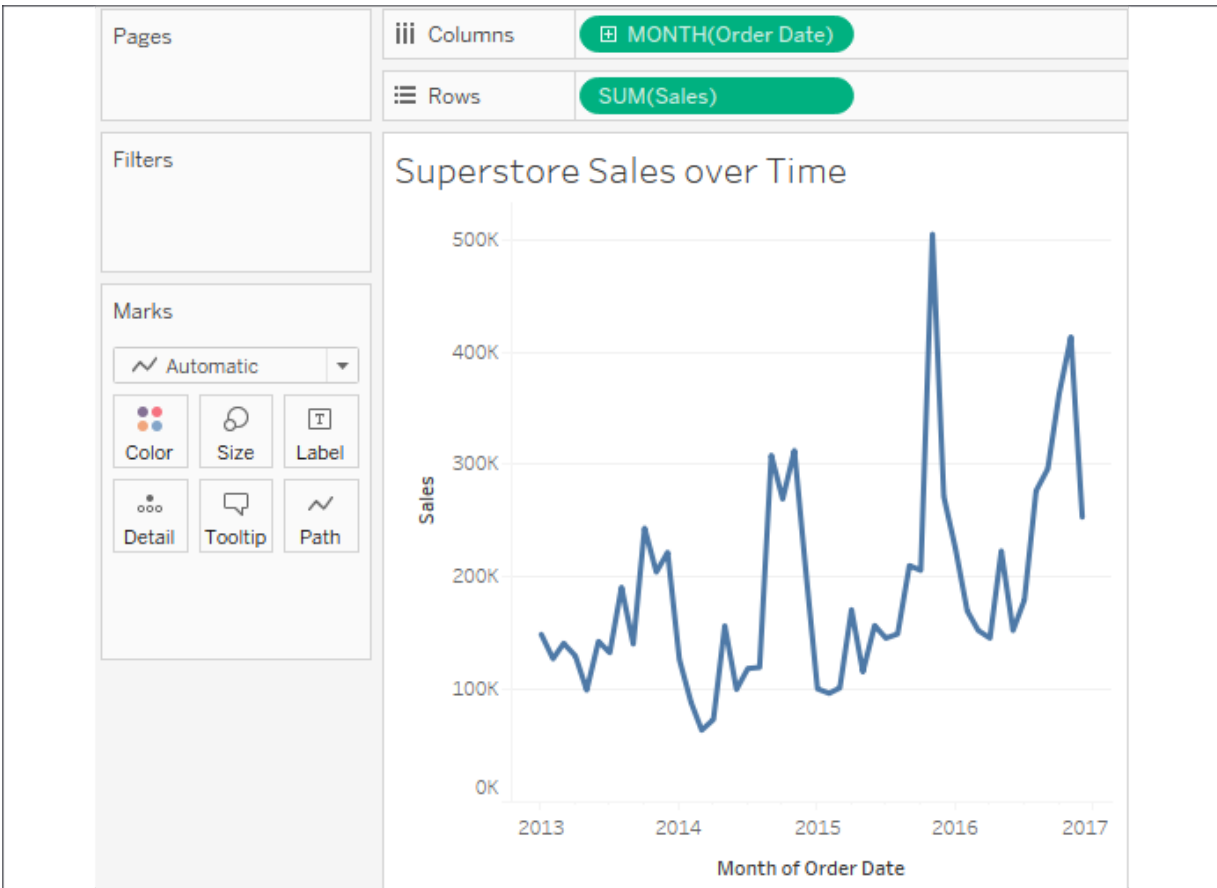 Pages
Columns
MONTH(Order Date)
Rows
SUM(Sales)
Filters
Marks
Automatic
Color
Size
T
Label
Detail
Tooltip
Path
Superstore Sales over Time
500K
400K
300K
200K
100K
0K
Sales
2013 2014 2015 2016 2017
Month of Order Date